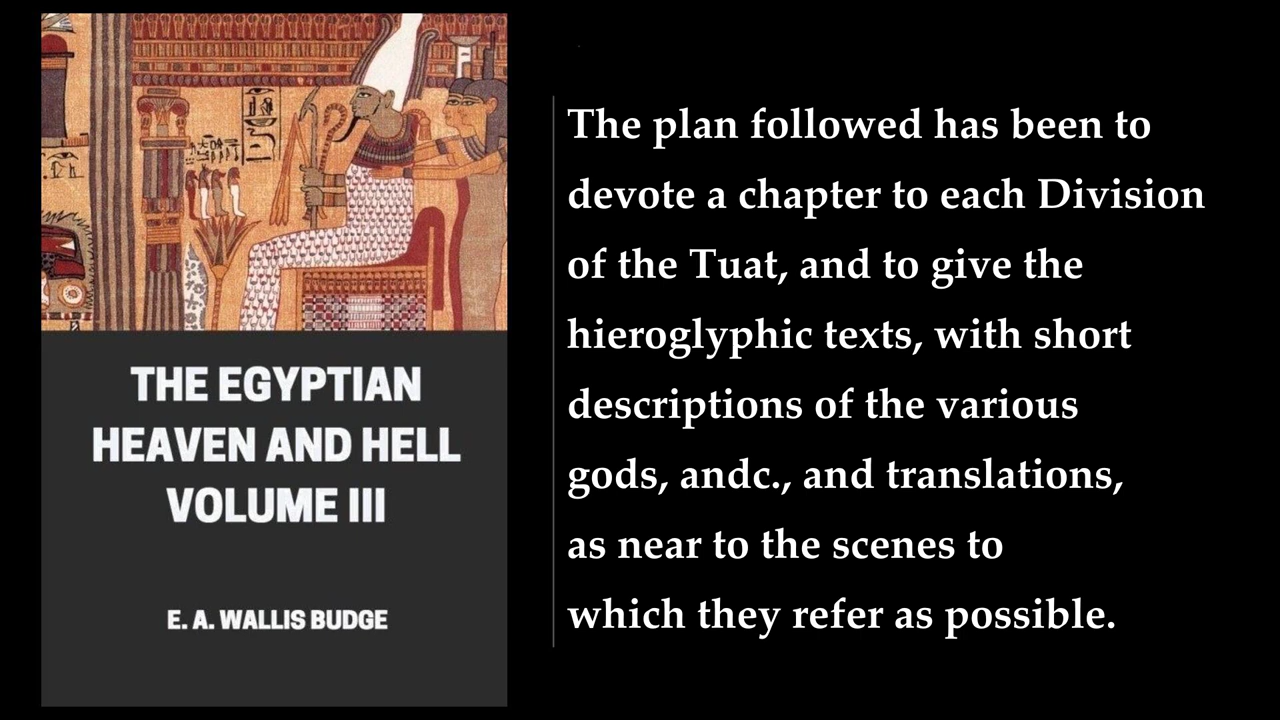 THE EGYPTIAN
HEAVEN AND HELL
VOLUME III
E. A. WALLIS BUDGE
The plan followed has been to
devote a chapter to each Division
of the Tuat, and to give the
hieroglyphic texts, with short
descriptions of the various
gods, andc., and translations,
as near to the scenes to
which they refer as possible.